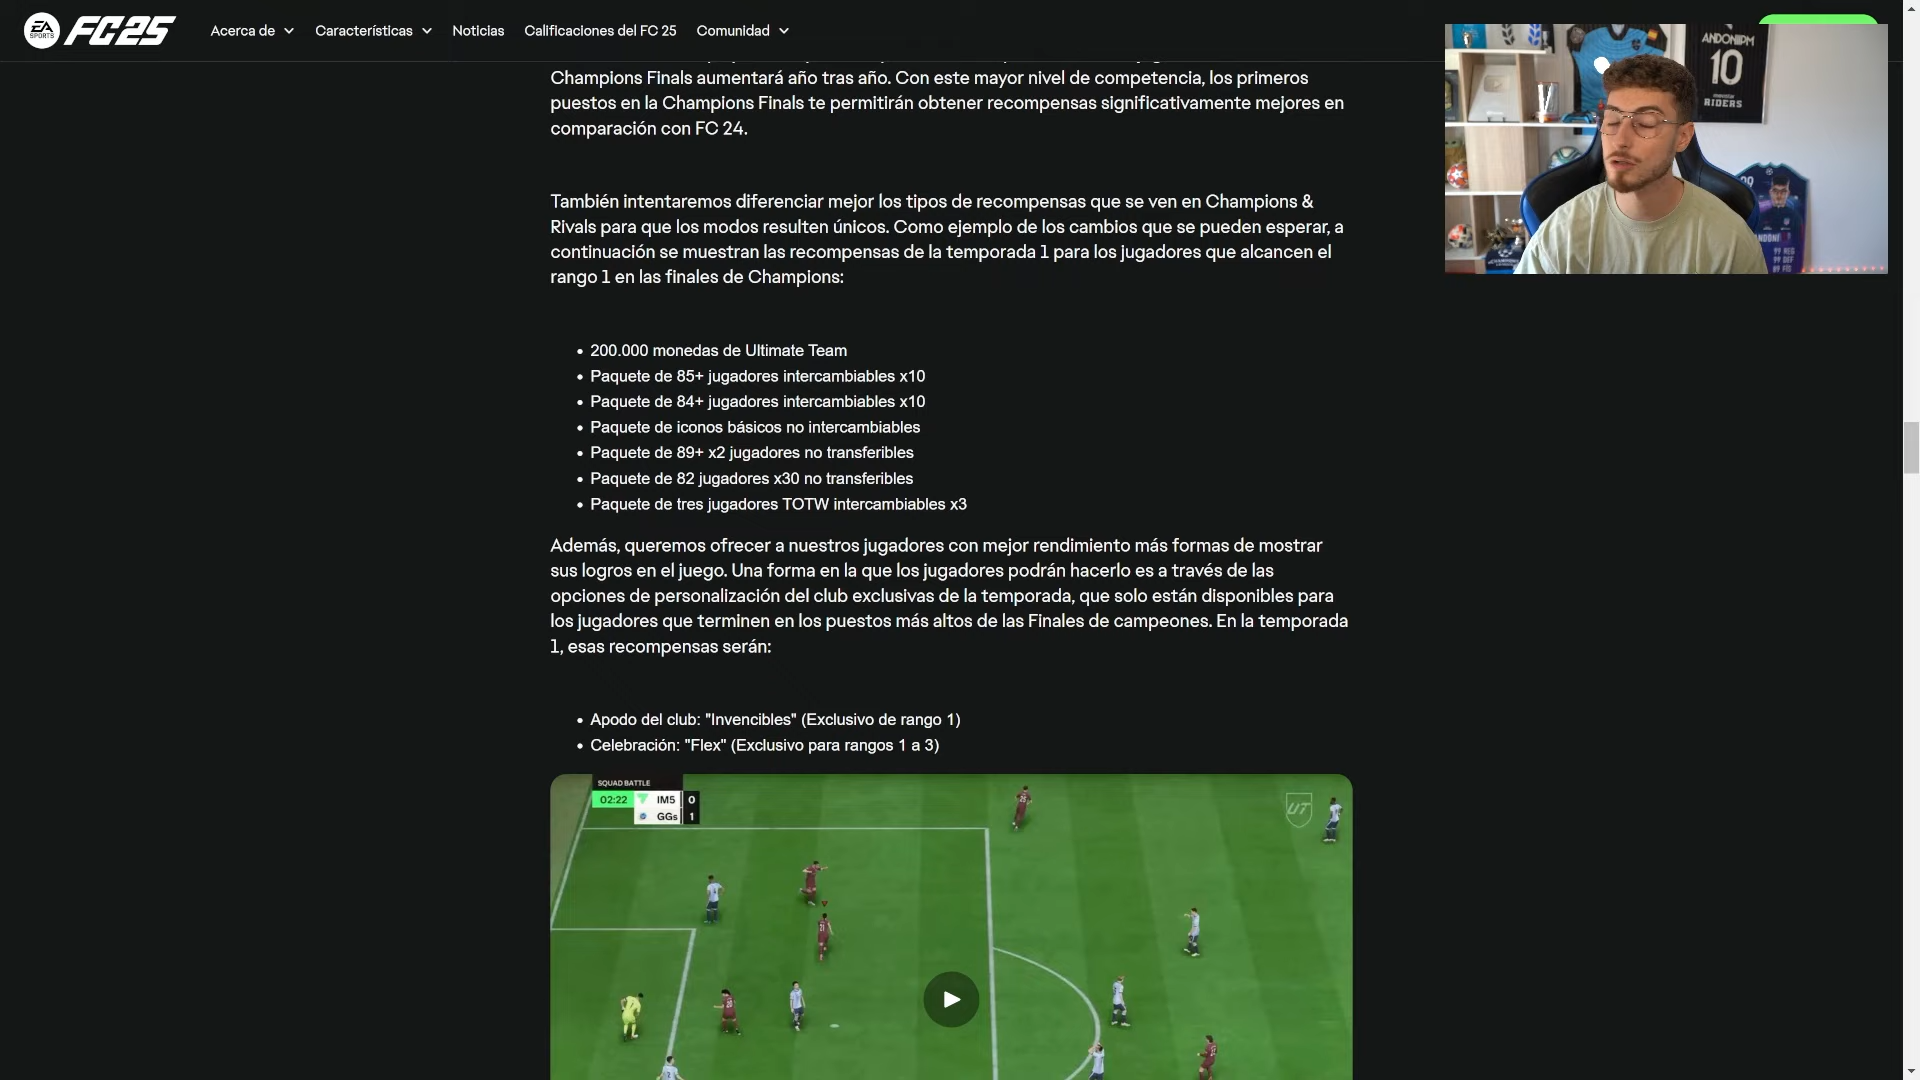 EA SPORTS FC25 Acerca de Características Noticias Calificaciones del FC 25 Comunidad
Champions Finals aumentará año tras año. Con este mayor nivel de competencia, los primeros
puestos en la Champions Finals te permitirán obtener recompensas significativamente mejores en
comparación con FC 24.
También intentaremos diferenciar mejor los tipos de recompensas que se ven en Champions &
Rivals para que los modos resulten únicos. Como ejemplo de los cambios que se pueden esperar, a
continuación se muestran las recompensas de la temporada 1 para los jugadores que alcancen el
rango 1 en las finales de Champions:
• 200.000 monedas de Ultimate Team
• Paquete de 85+ jugadores intercambiables x10
• Paquete de 84+ jugadores intercambiables x10
• Paquete de iconos básicos no intercambiables
• Paquete de 89+ x2 jugadores no transferibles
• Paquete de 82 jugadores x30 no transferibles
• Paquete de tres jugadores TOTW intercambiables x3
Además, queremos ofrecer a nuestros jugadores con mejor rendimiento más formas de mostrar
sus logros en el juego. Una forma en la que los jugadores podrán hacerlo es a través de las
opciones de personalización del club exclusivas de la temporada, que solo están disponibles para
los jugadores que terminen en los puestos más altos de las Finales de campeones. En la temporada
1, esas recompensas serán:
• Apodo del club: "Invencibles" (Exclusivo de rango 1)
• Celebración: "Flex" (Exclusivo para rangos 1 a 3)
SQUAD BATTLE
02:22 IM5 0
GGs 1
UT
ANDONIIPM
10
RIDERS